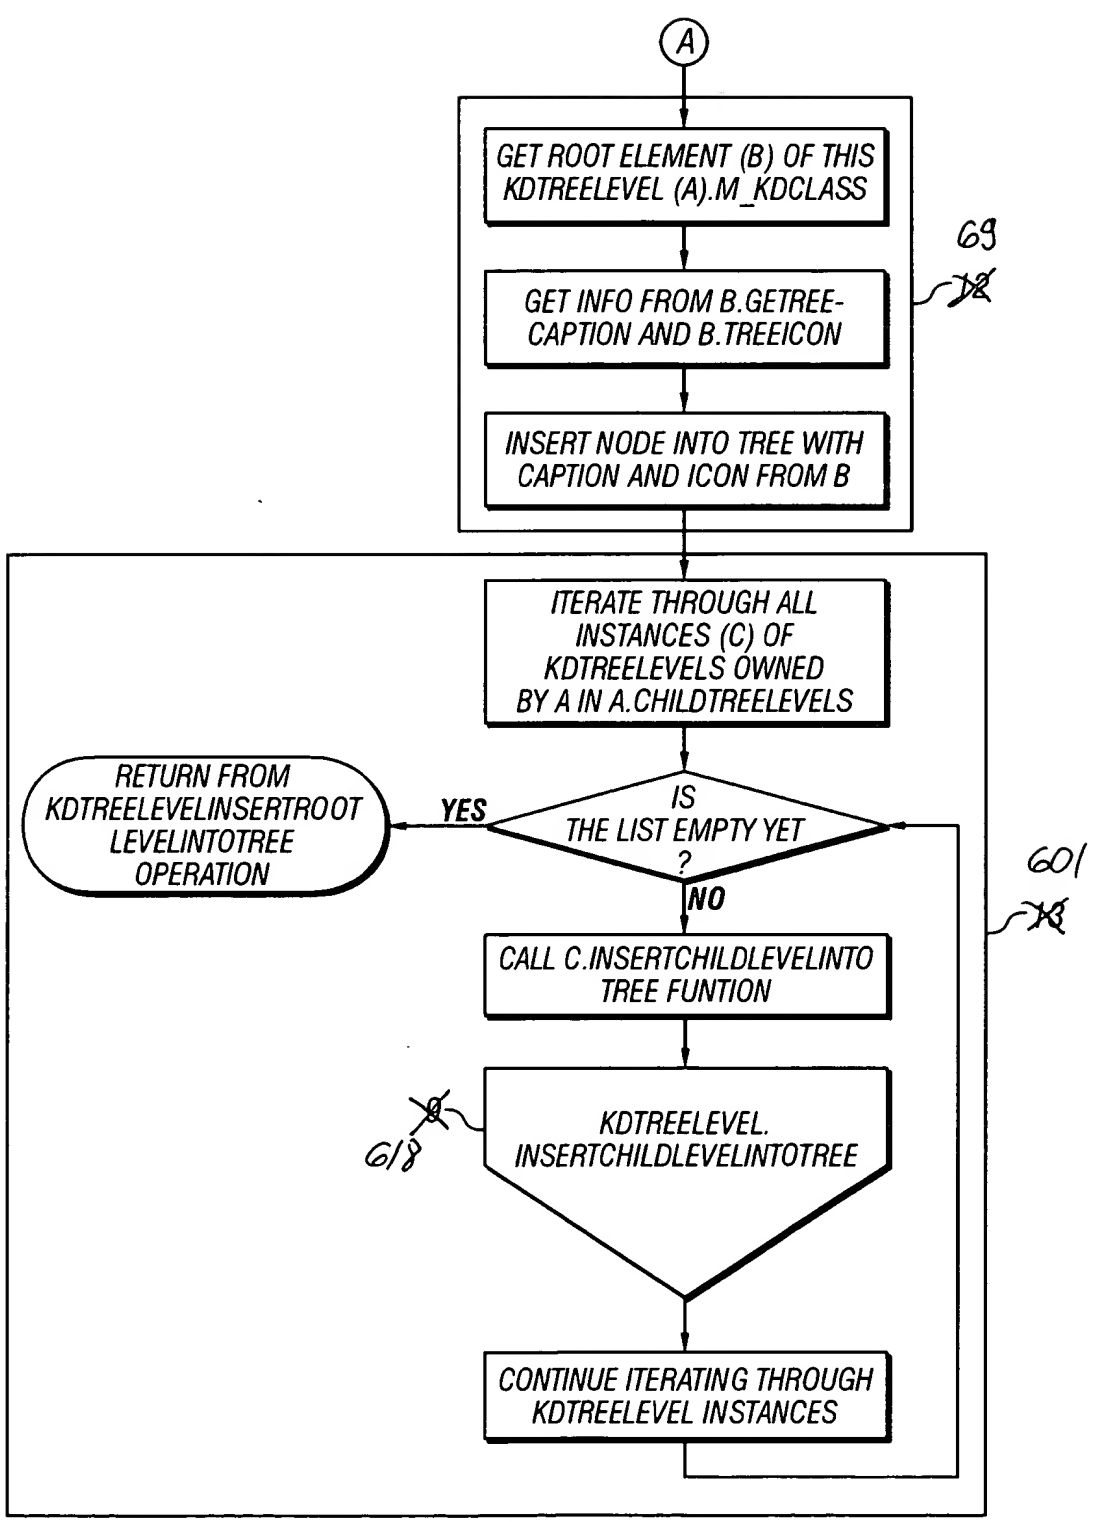 A
GET ROOT ELEMENT (B) OF THIS
KDTREELEVEL (A).M_KDCLASS
69
12
GET INFO FROM B.GETREE-
CAPTION AND B.TREEICON
INSERT NODE INTO TREE WITH
CAPTION AND ICON FROM B
ITERATE THROUGH ALL
INSTANCES (C) OF
KDTREELEVELS OWNED
BY A IN A.CHILDTREELEVELS
RETURN FROM
KDTREELEVELINSERTROOT
LEVELINTOTREE
OPERATION
YES
IS
THE LIST EMPTY YET
?
NO
601
13
CALL C.INSERTCHILDLEVELINTO
TREE FUNTION
9
618
KDTREELEVEL.
INSERTCHILDLEVELINTOTREE
CONTINUE ITERATING THROUGH
KDTREELEVEL INSTANCES